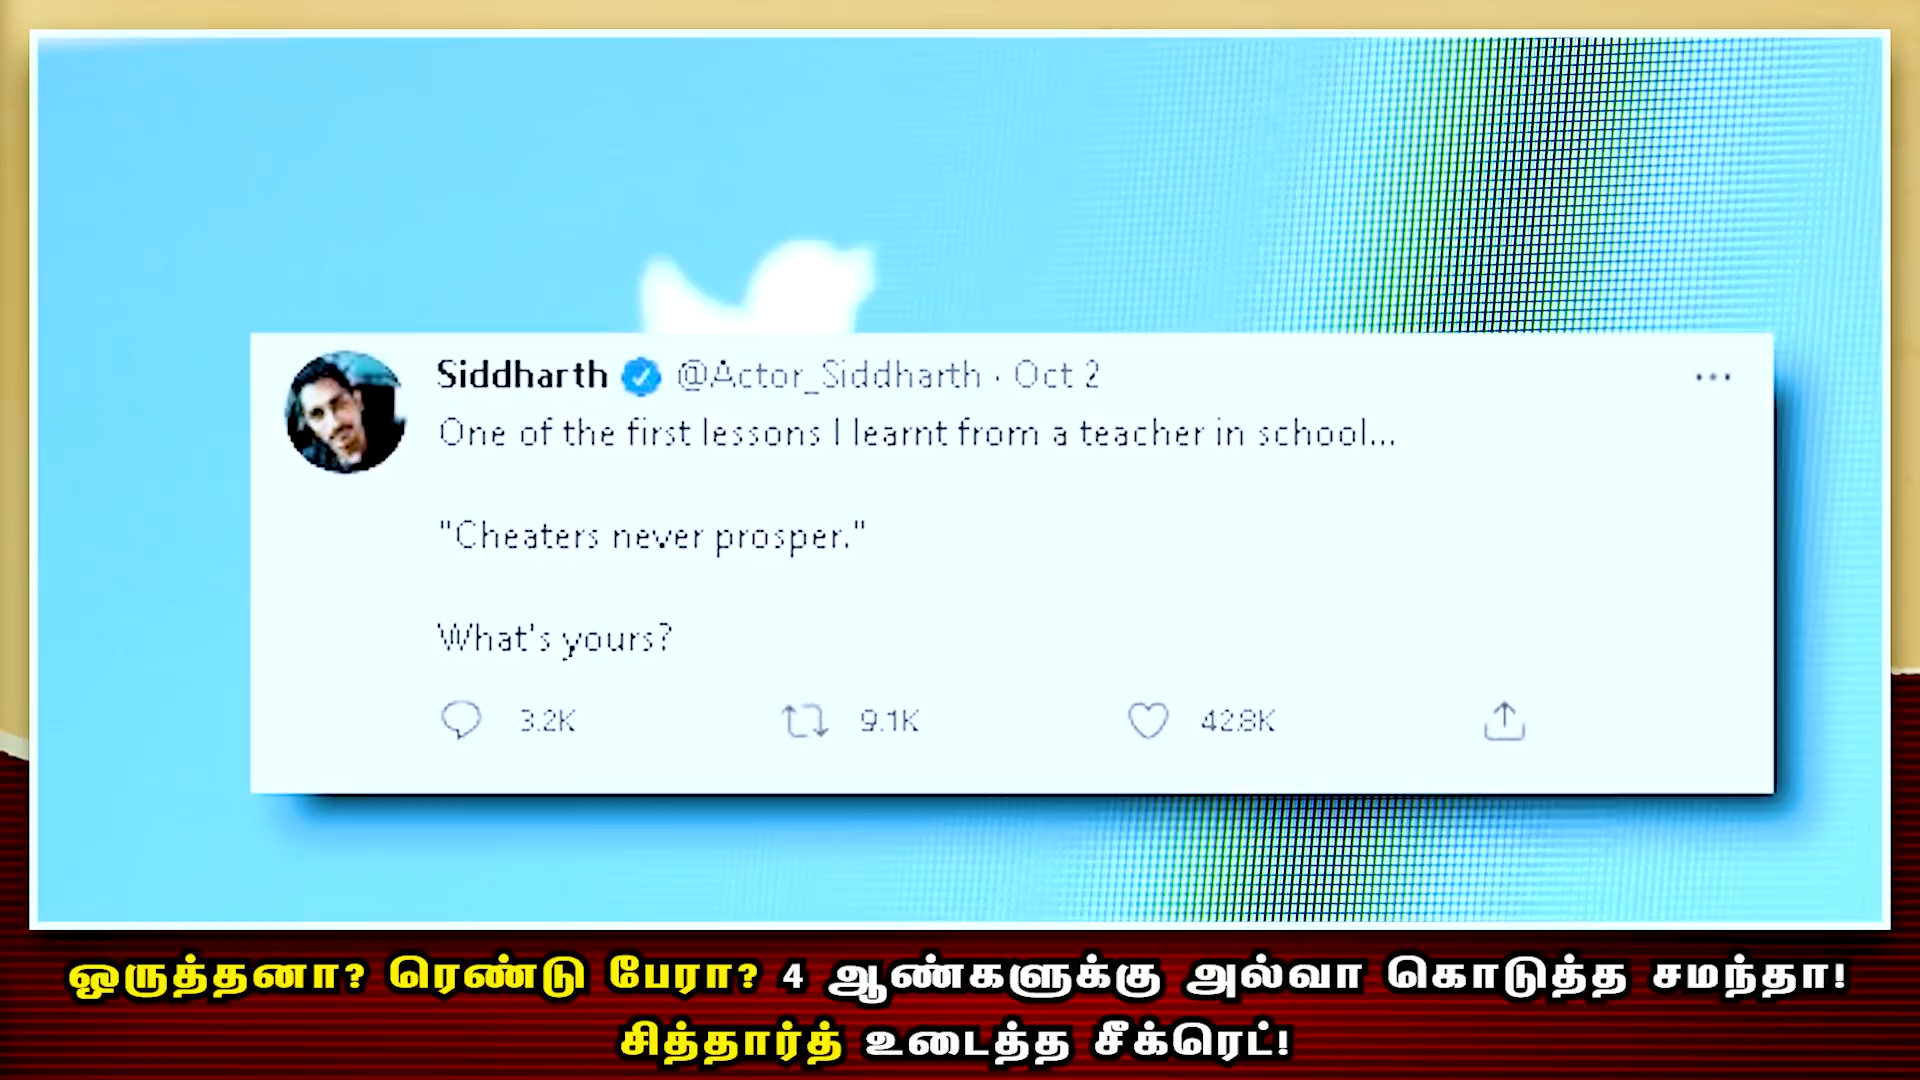 Siddharth @Actor_Siddharth · Oct 2
One of the first lessons I learnt from a teacher in school...
"Cheaters never prosper."
What's yours?
3.2K 9.1K 42.8K
ஒருத்தனா? ரெண்டு பேரா? 4 ஆண்களுக்கு அல்வா கொடுத்த சமந்தா!
சித்தார்த் உடைத்த சீக்ரெட்!